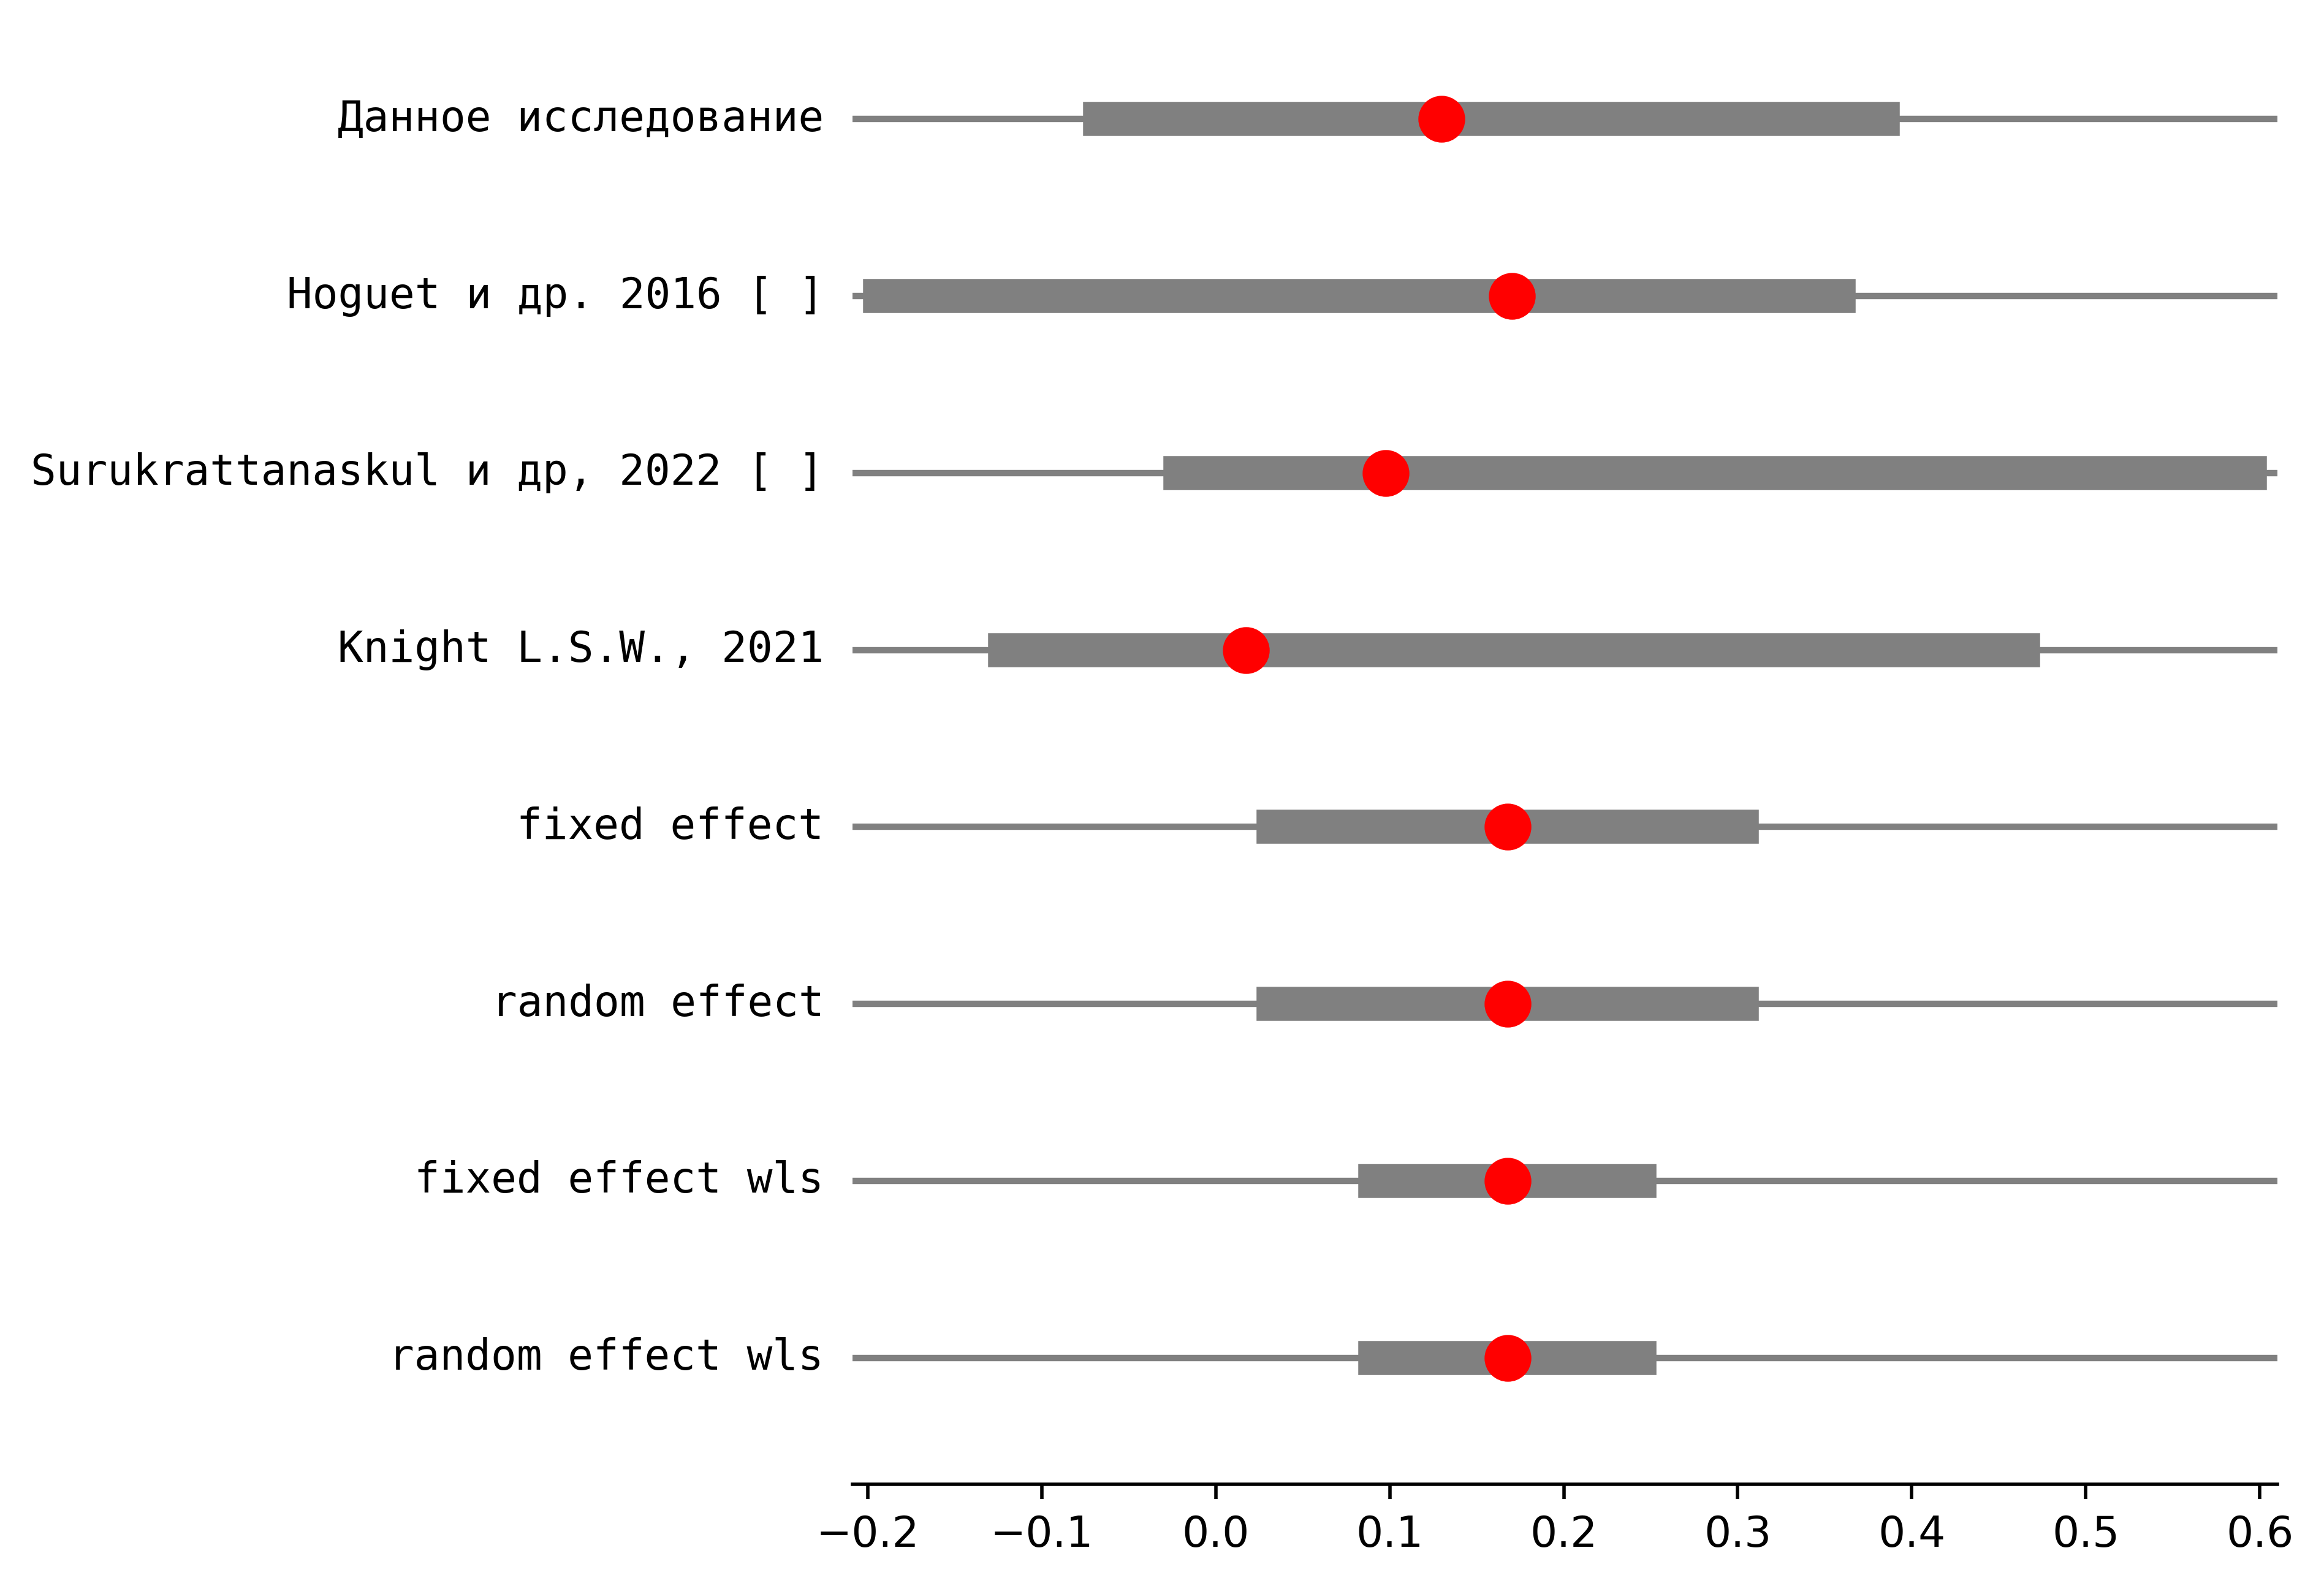 Данное исследование
Hoguet и др. 2016 [ ]
Surukrattanaskul и др, 2022 [ ]
Knight L.S.W., 2021
fixed effect
random effect
fixed effect wls
random effect wls
−0.2 −0.1 0.0 0.1 0.2 0.3 0.4 0.5 0.6